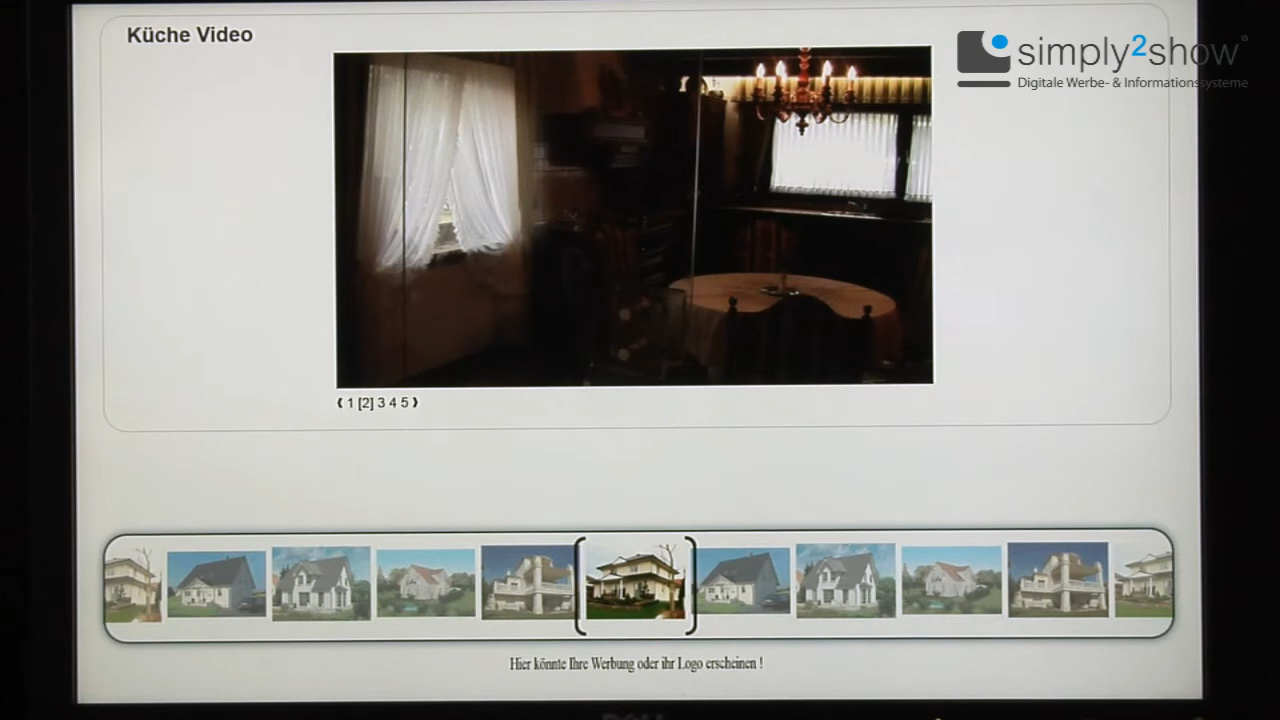 Küche Video
simply2show
Digitale Werbe- & Informationssysteme
❰ 1 [2] 3 4 5 ❱
Hier könnte Ihre Werbung oder ihr Logo erscheinen !